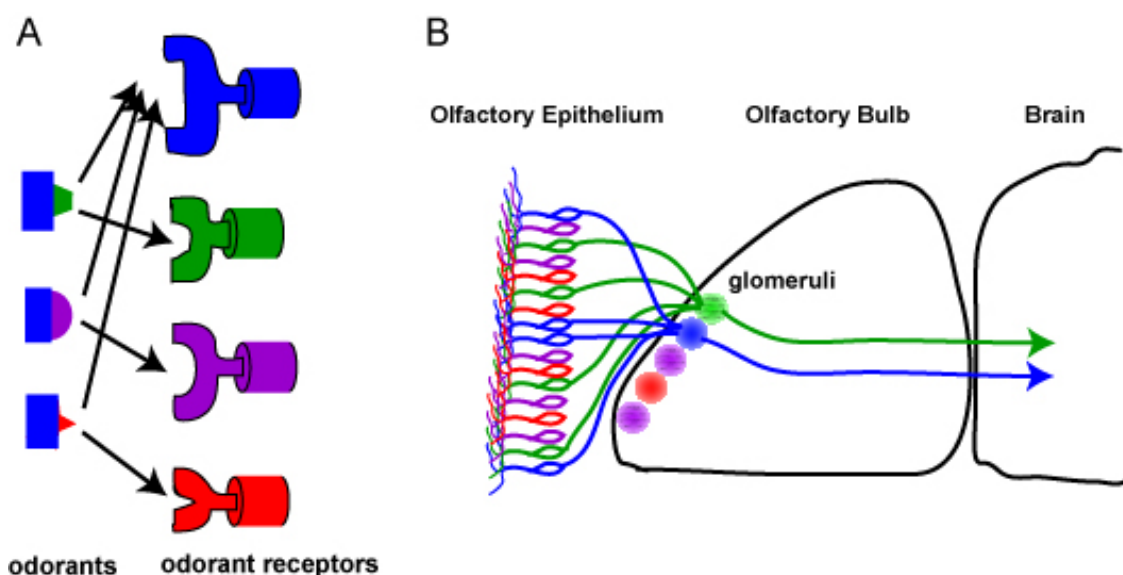 A
B
Olfactory Epithelium
Olfactory Bulb
Brain
glomeruli
odorants
odorant receptors